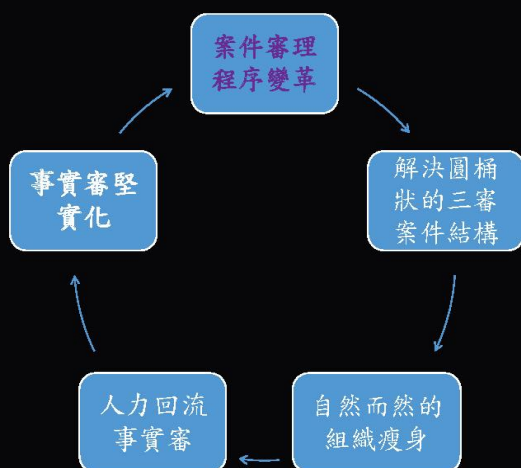 案件審理
程序變革
解決圓桶
狀的三審
案件結構
自然而然的
組織瘦身
人力回流
事實審
事實審堅
實化